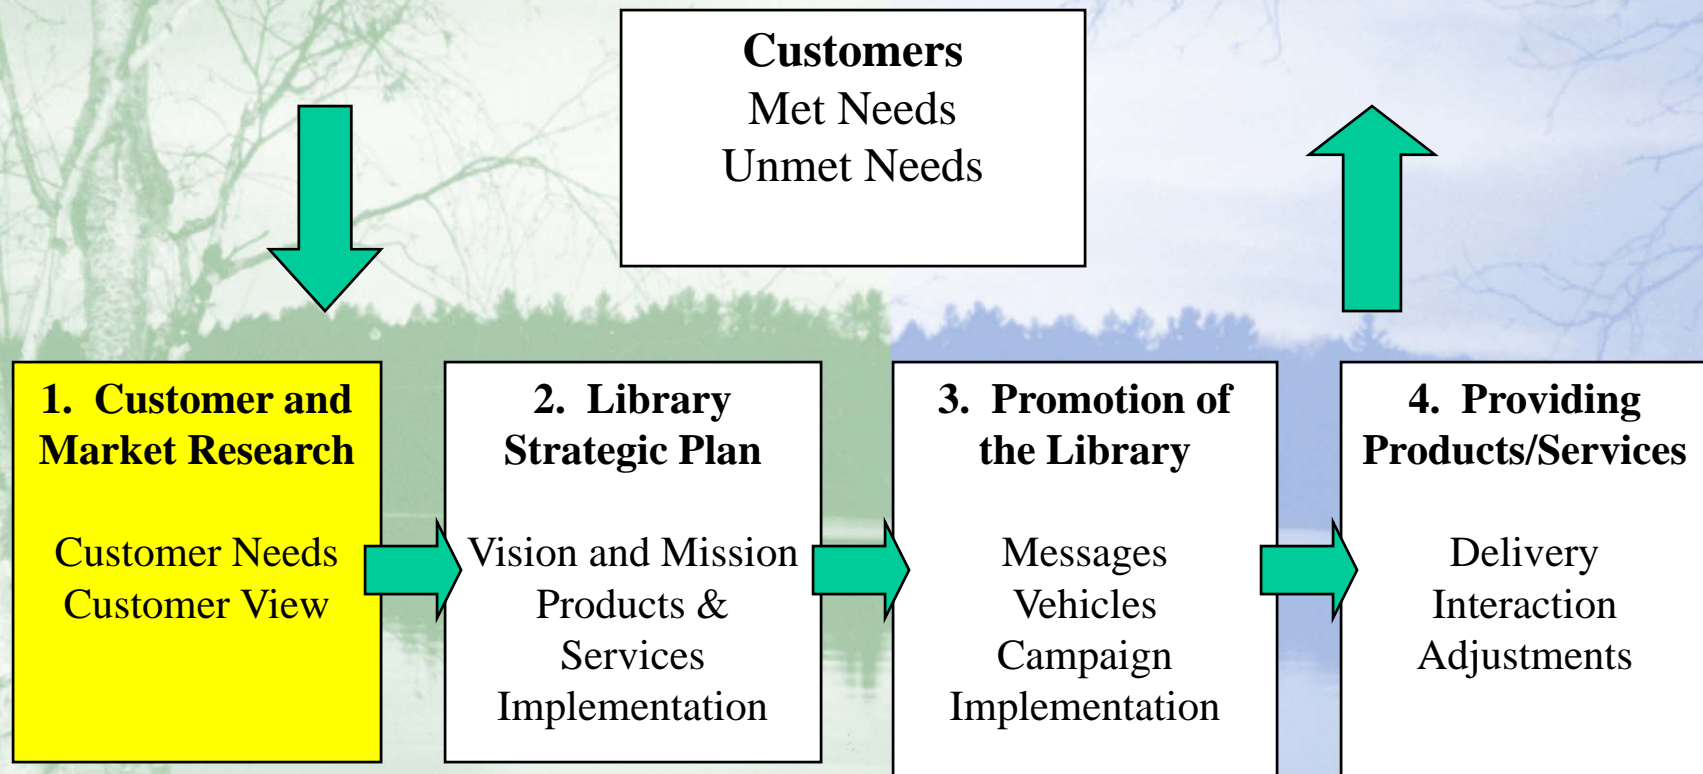 Customers
Met Needs
Unmet Needs
1. Customer and
Market Research
Customer Needs
Customer View
2. Library
Strategic Plan
Vision and Mission
Products &
Services
Implementation
3. Promotion of
the Library
Messages
Vehicles
Campaign
Implementation
4. Providing
Products/Services
Delivery
Interaction
Adjustments